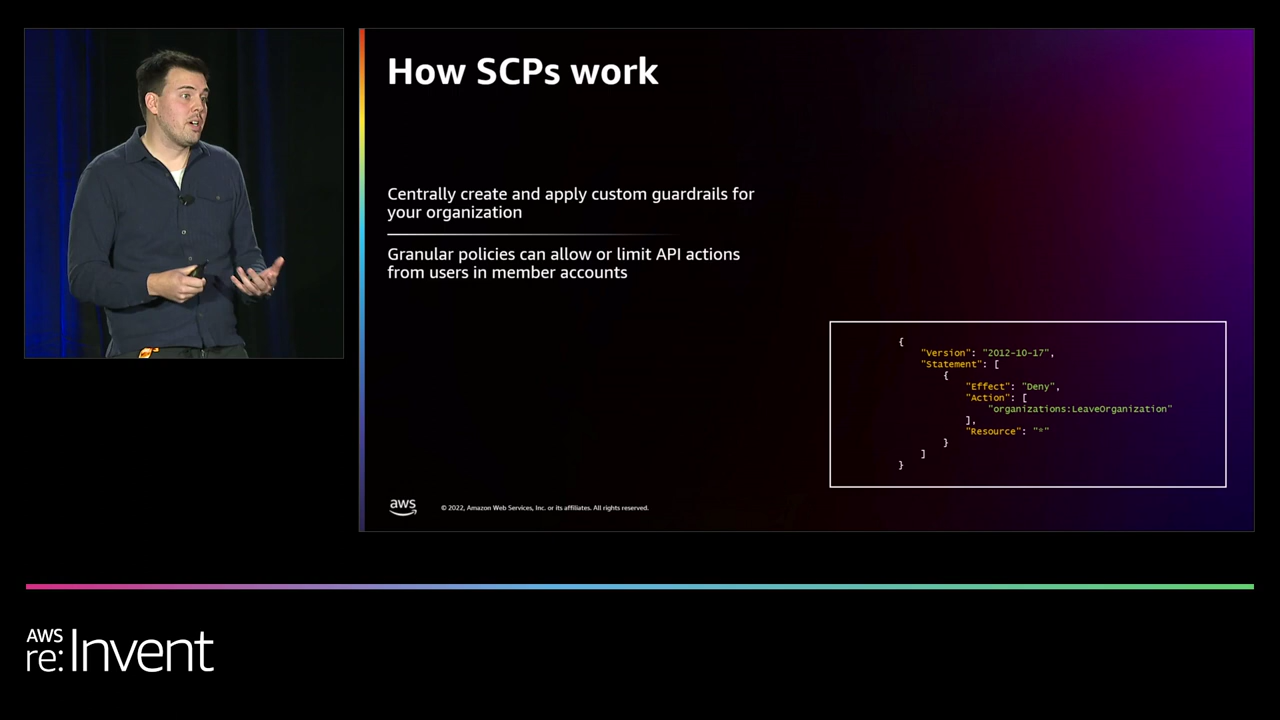 How SCPs work
Centrally create and apply custom guardrails for
your organization
Granular policies can allow or limit API actions
from users in member accounts
{
"Version": "2012-10-17",
"Statement": [
{
"Effect": "Deny",
"Action": [
"organizations:LeaveOrganization"
],
"Resource": "*"
}
]
}
aws
© 2022, Amazon Web Services, Inc. or its affiliates. All rights reserved.
AWS
re:Invent